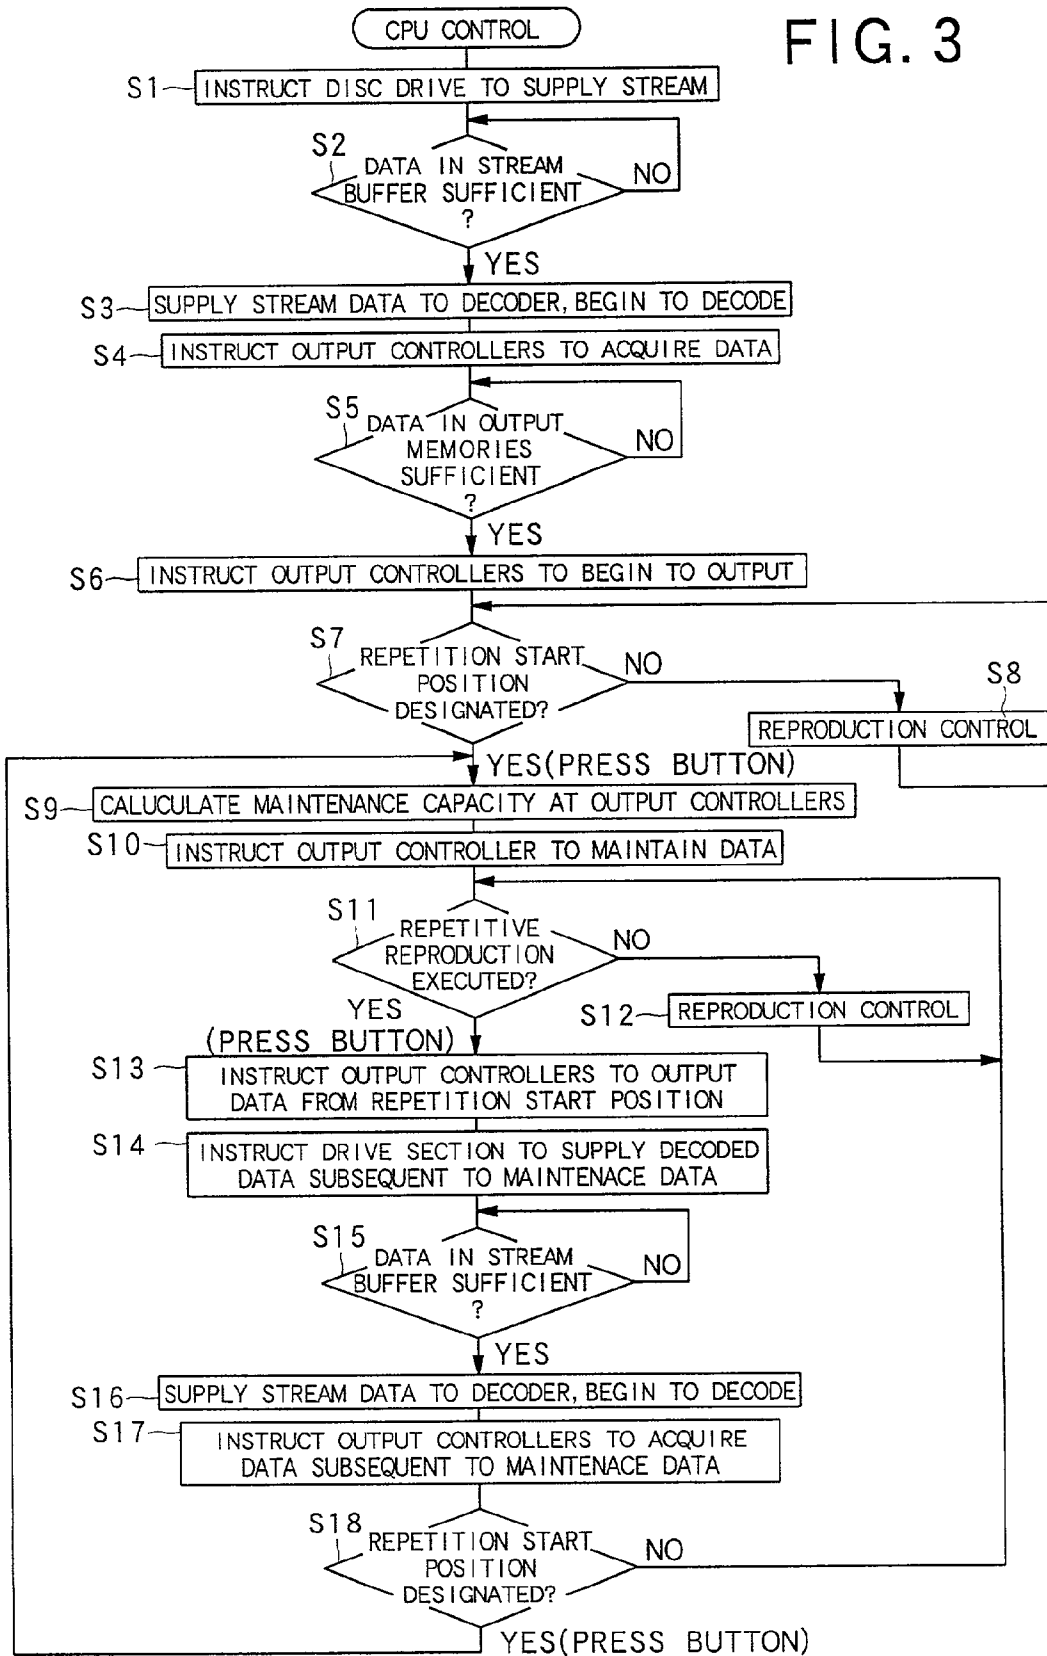 CPU CONTROL
FIG. 3
S1
INSTRUCT DISC DRIVE TO SUPPLY STREAM
S2
DATA IN STREAM
BUFFER SUFFICIENT
?
NO
YES
S3
SUPPLY STREAM DATA TO DECODER, BEGIN TO DECODE
S4
INSTRUCT OUTPUT CONTROLLERS TO ACQUIRE DATA
S5
DATA IN OUTPUT
MEMORIES
SUFFICIENT
?
NO
YES
S6
INSTRUCT OUTPUT CONTROLLERS TO BEGIN TO OUTPUT
S7
REPETITION START
POSITION
DESIGNATED?
NO
S8
REPRODUCTION CONTROL
YES(PRESS BUTTON)
S9
CALUCULATE MAINTENANCE CAPACITY AT OUTPUT CONTROLLERS
S10
INSTRUCT OUTPUT CONTROLLER TO MAINTAIN DATA
S11
REPETITIVE
REPRODUCTION
EXECUTED?
NO
S12
REPRODUCTION CONTROL
YES
(PRESS BUTTON)
S13
INSTRUCT OUTPUT CONTROLLERS TO OUTPUT
DATA FROM REPETITION START POSITION
S14
INSTRUCT DRIVE SECTION TO SUPPLY DECODED
DATA SUBSEQUENT TO MAINTENACE DATA
S15
DATA IN STREAM
BUFFER SUFFICIENT
?
NO
YES
S16
SUPPLY STREAM DATA TO DECODER, BEGIN TO DECODE
S17
INSTRUCT OUTPUT CONTROLLERS TO ACQUIRE
DATA SUBSEQUENT TO MAINTENACE DATA
S18
REPETITION START
POSITION
DESIGNATED?
NO
YES(PRESS BUTTON)